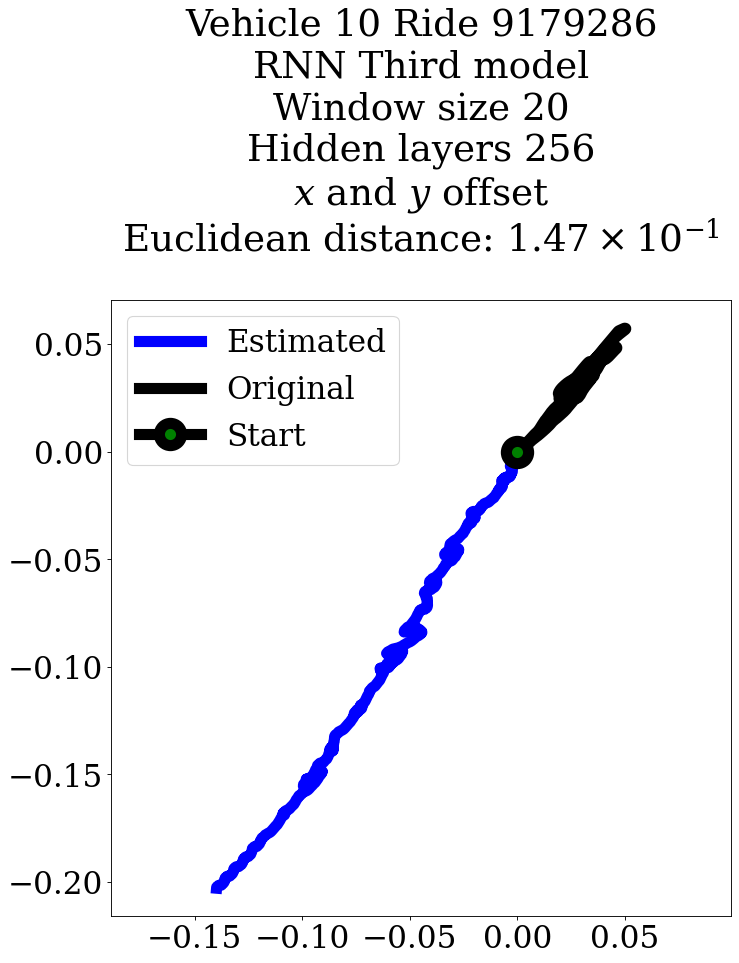 Vehicle 10 Ride 9179286
RNN Third model
Window size 20
Hidden layers 256
x and y offset
Euclidean distance: 1.47 × 10⁻¹
Estimated
Original
Start
0.05
0.00
−0.05
−0.10
−0.15
−0.20
−0.15 −0.10 −0.05 0.00 0.05